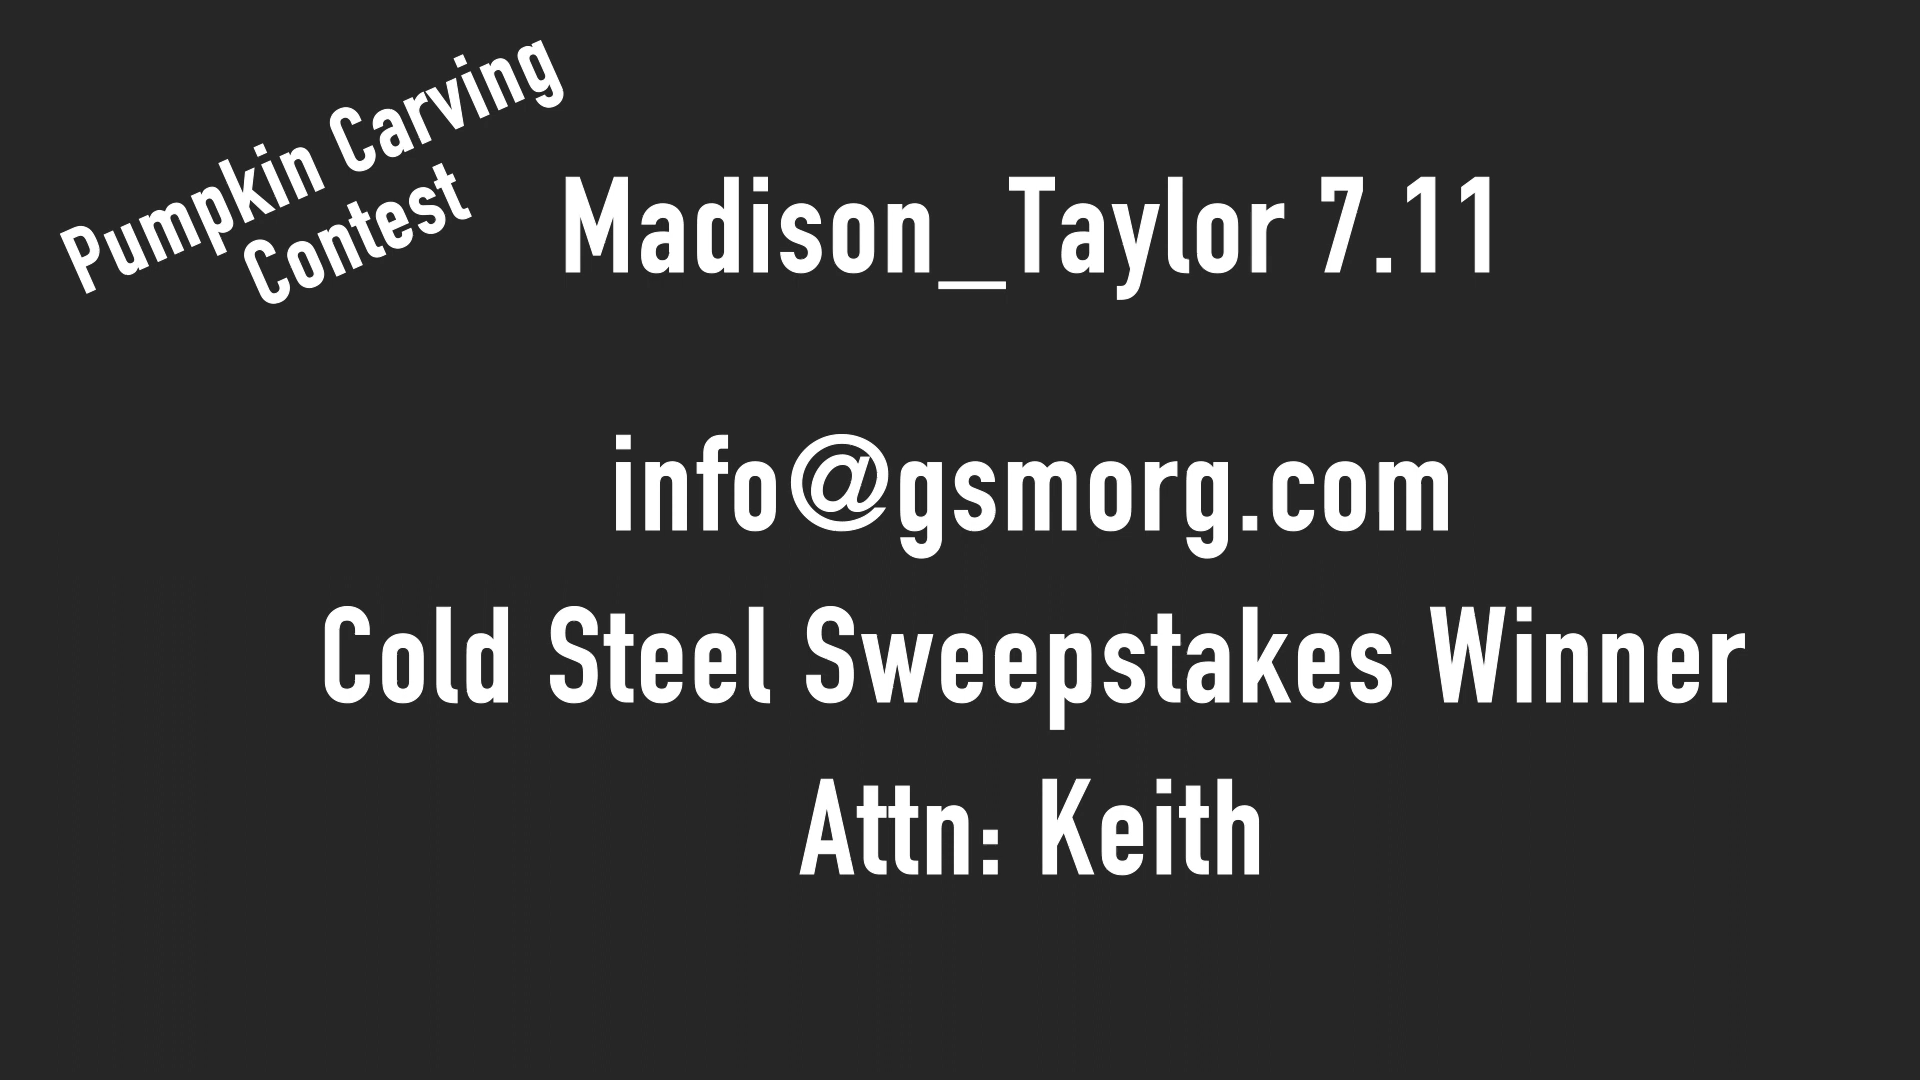 Pumpkin Carving
Contest
Madison_Taylor 7.11
info@gsmorg.com
Cold Steel Sweepstakes Winner
Attn: Keith